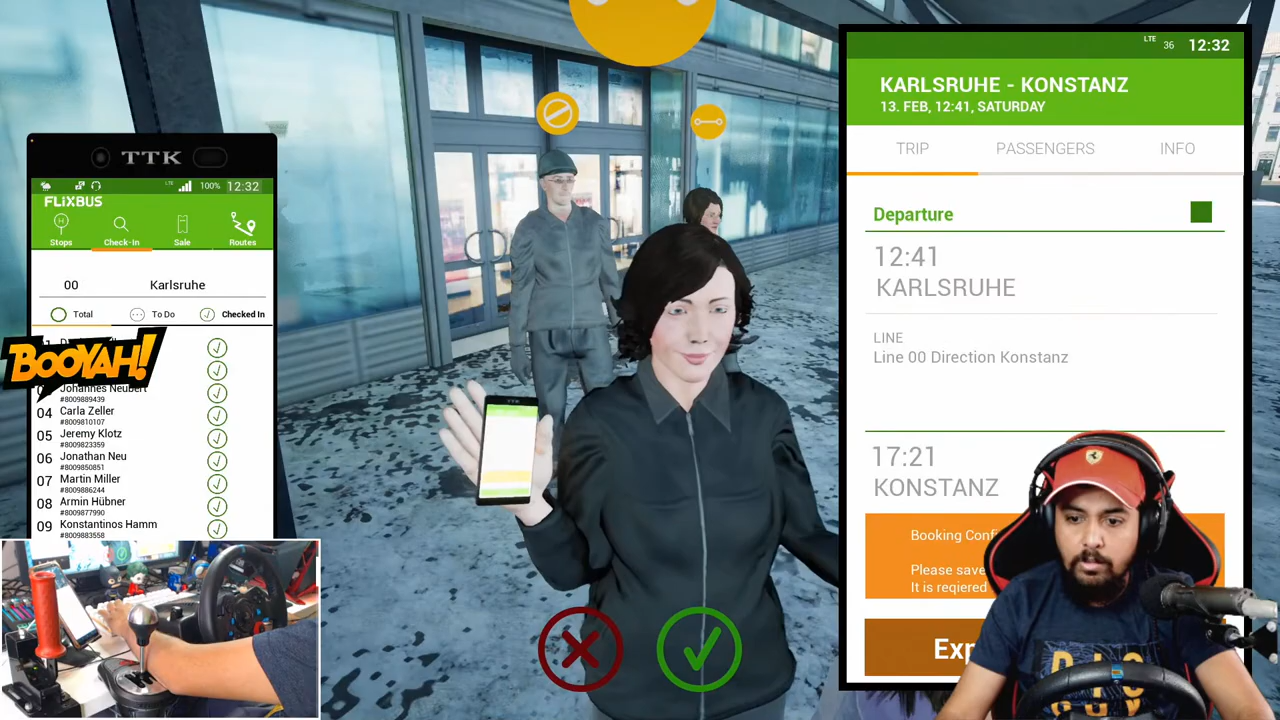 TTK
LTE
100%
12:32
FLiXBUS
Stops
Check-In
Sale
Routes
00 Karlsruhe
Total
To Do
Checked In
BOOYAH!
Johannes Neubert
#8009889439
04 Carla Zeller
#8009810107
05 Jeremy Klotz
#8009823359
06 Jonathan Neu
#8009850851
07 Martin Miller
#8009886244
08 Armin Hübner
#8009877990
09 Konstantinos Hamm
#8009883558
TTK
LTE 36 12:32
KARLSRUHE - KONSTANZ
13. FEB, 12:41, SATURDAY
TRIP
PASSENGERS
INFO
Departure
12:41
KARLSRUHE
LINE
Line 00 Direction Konstanz
17:21
KONSTANZ
Booking Conf
Please save
It is reqiered
Exp